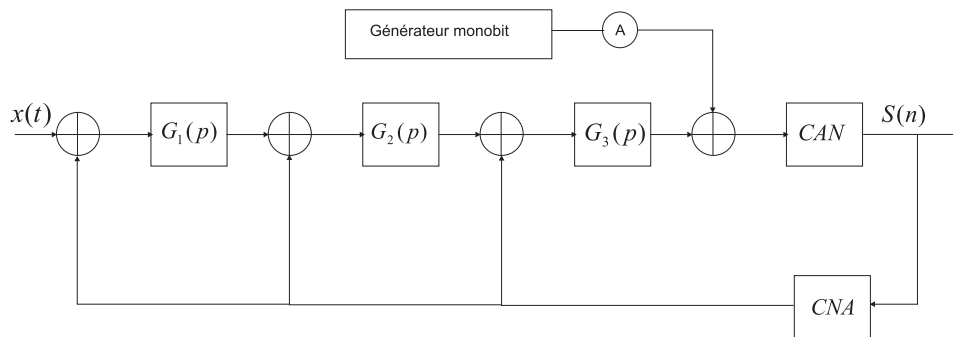 Générateur monobit
A
x(t)
G₁(p)
G₂(p)
G₃(p)
CAN
S(n)
CNA